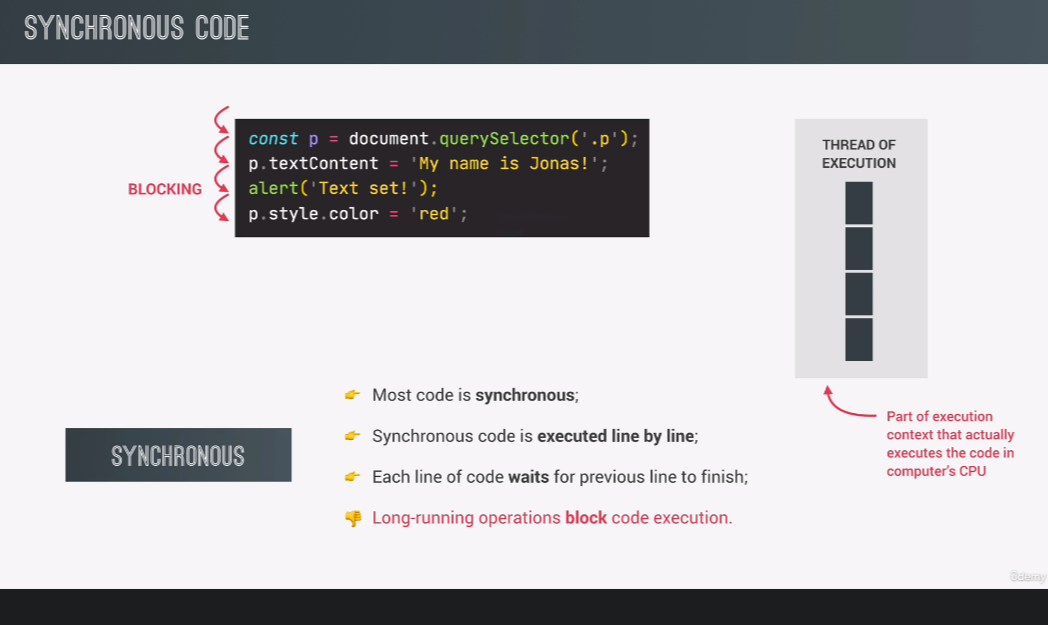 SYNCHRONOUS CODE
const p = document.querySelector('.p');
p.textContent = 'My name is Jonas!';
alert('Text set!');
p.style.color = 'red';
BLOCKING
THREAD OF
EXECUTION
Part of execution
context that actually
executes the code in
computer's CPU
SYNCHRONOUS
👉 Most code is synchronous;
👉 Synchronous code is executed line by line;
👉 Each line of code waits for previous line to finish;
👎 Long-running operations block code execution.
ûdemy